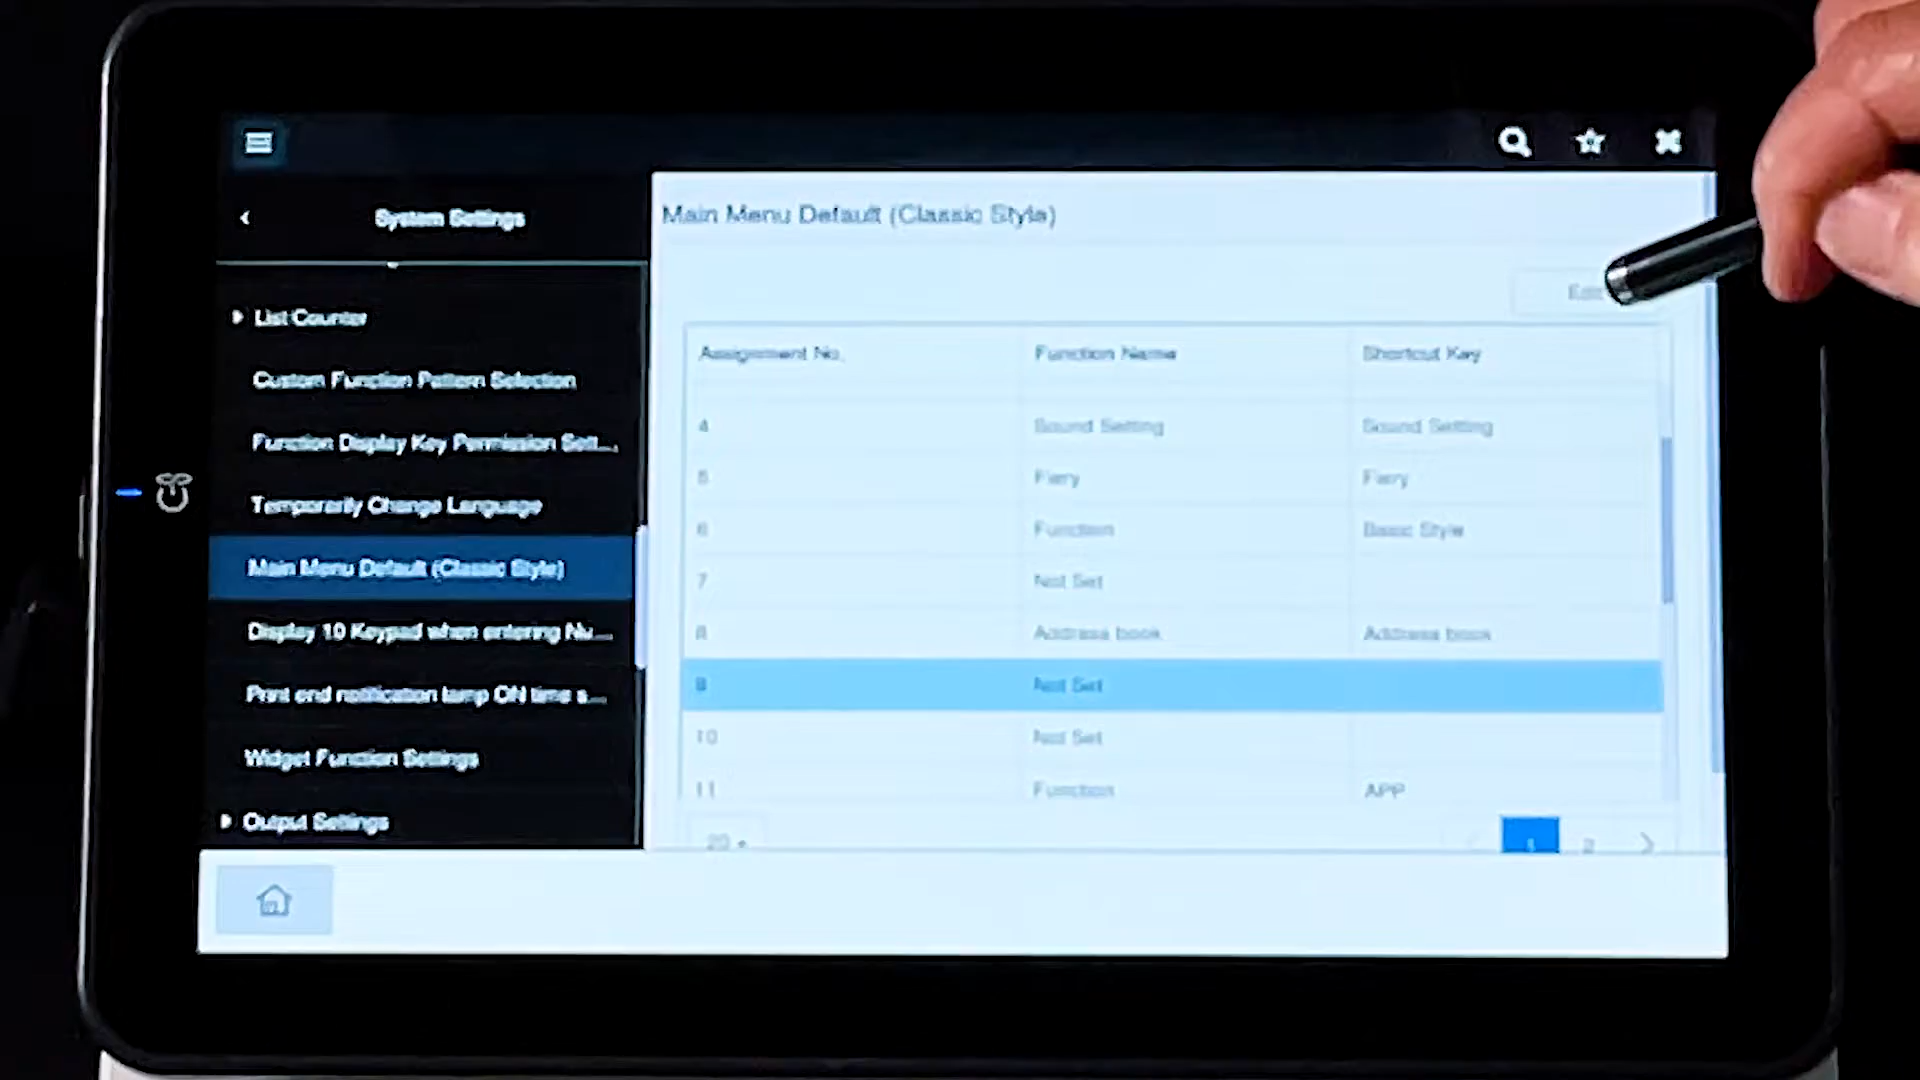 System Settings
List Counter
Custom Function Pattern Selection
Function Display Key Permission Sett...
Temporarily Change Language
Main Menu Default (Classic Style)
Display 10 Keypad when entering Nu...
Print end notification lamp ON time s...
Widget Function Settings
Output Settings
Main Menu Default (Classic Style)
Edit
Assignment No. Function Name Shortcut Key
4 Sound Setting Sound Setting
5 Fiery Fiery
6 Function Basic Style
7 Not Set
8 Address book Address book
9 Not Set
10 Not Set
11 Function APP
20 1 2